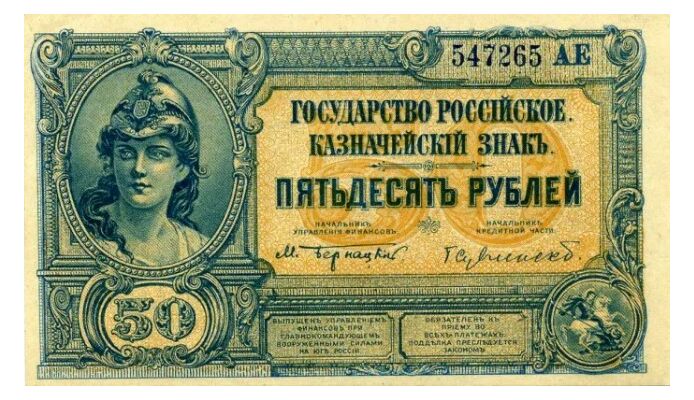 547265 АЕ
ГОСУДАРСТВО РОССІЙСКОЕ.
КАЗНАЧЕЙСКІЙ ЗНАКЪ.
ПЯТЬДЕСЯТЬ РУБЛЕЙ
НАЧАЛЬНИКЪ
УПРАВЛЕНІЯ ФИНАНСОВЪ
НАЧАЛЬНИКЪ
КРЕДИТНОЙ ЧАСТИ
М. Бернацкій
50
ВЫПУЩЕНЪ УПРАВЛЕНІЕМЪ
ФИНАНСОВЪ ПРИ
ГЛАВНОКОМАНДУЮЩЕМЪ
ВООРУЖЕННЫМИ СИЛАМИ
НА ЮГѢ РОССІИ
ОБЯЗАТЕЛЕНЪ КЪ
ПРІЕМУ ВО
ВСѢХЪ ПЛАТЕЖАХЪ
ПОДДѢЛКА ПРЕСЛѢДУЕТСЯ
ЗАКОНОМЪ